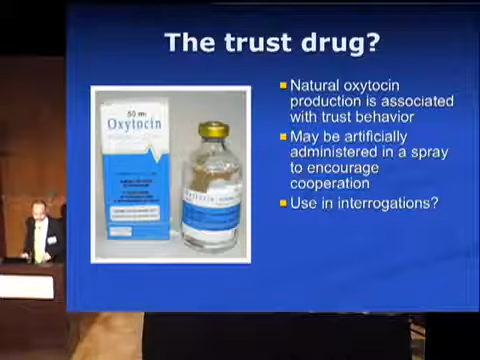 The trust drug?
50 ml
Oxytocin
Natural oxytocin
production is associated
with trust behavior
May be artificially
administered in a spray
to encourage
cooperation
Use in interrogations?